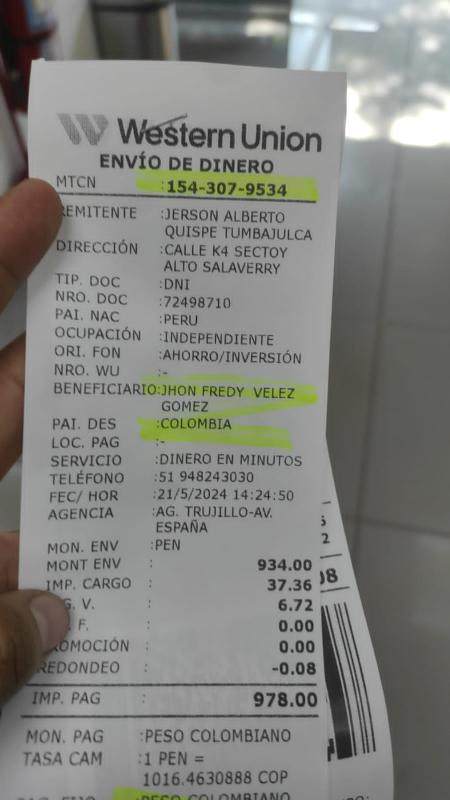 Western Union
ENVÍO DE DINERO
MTCN :154-307-9534
REMITENTE :JERSON ALBERTO
QUISPE TUMBAJULCA
DIRECCIÓN :CALLE K4 SECTOY
ALTO SALAVERRY
TIP. DOC :DNI
NRO. DOC :72498710
PAI. NAC :PERU
OCUPACIÓN :INDEPENDIENTE
ORI. FON :AHORRO/INVERSIÓN
NRO. WU :-
BENEFICIARIO:JHON FREDY VELEZ
GOMEZ
PAI. DES :COLOMBIA
LOC. PAG :-
SERVICIO :DINERO EN MINUTOS
TELÉFONO :51 948243030
FEC/ HOR :21/5/2024 14:24:50
AGENCIA :AG. TRUJILLO-AV.
ESPAÑA
MON. ENV :PEN
MONT ENV : 934.00
IMP. CARGO : 37.36
G. V. : 6.72
F. : 0.00
ROMOCIÓN : 0.00
REDONDEO : -0.08
IMP. PAG : 978.00
MON. PAG :PESO COLOMBIANO
TASA CAM :1 PEN =
1016.4630888 COP
:PESO COLOMBIANO